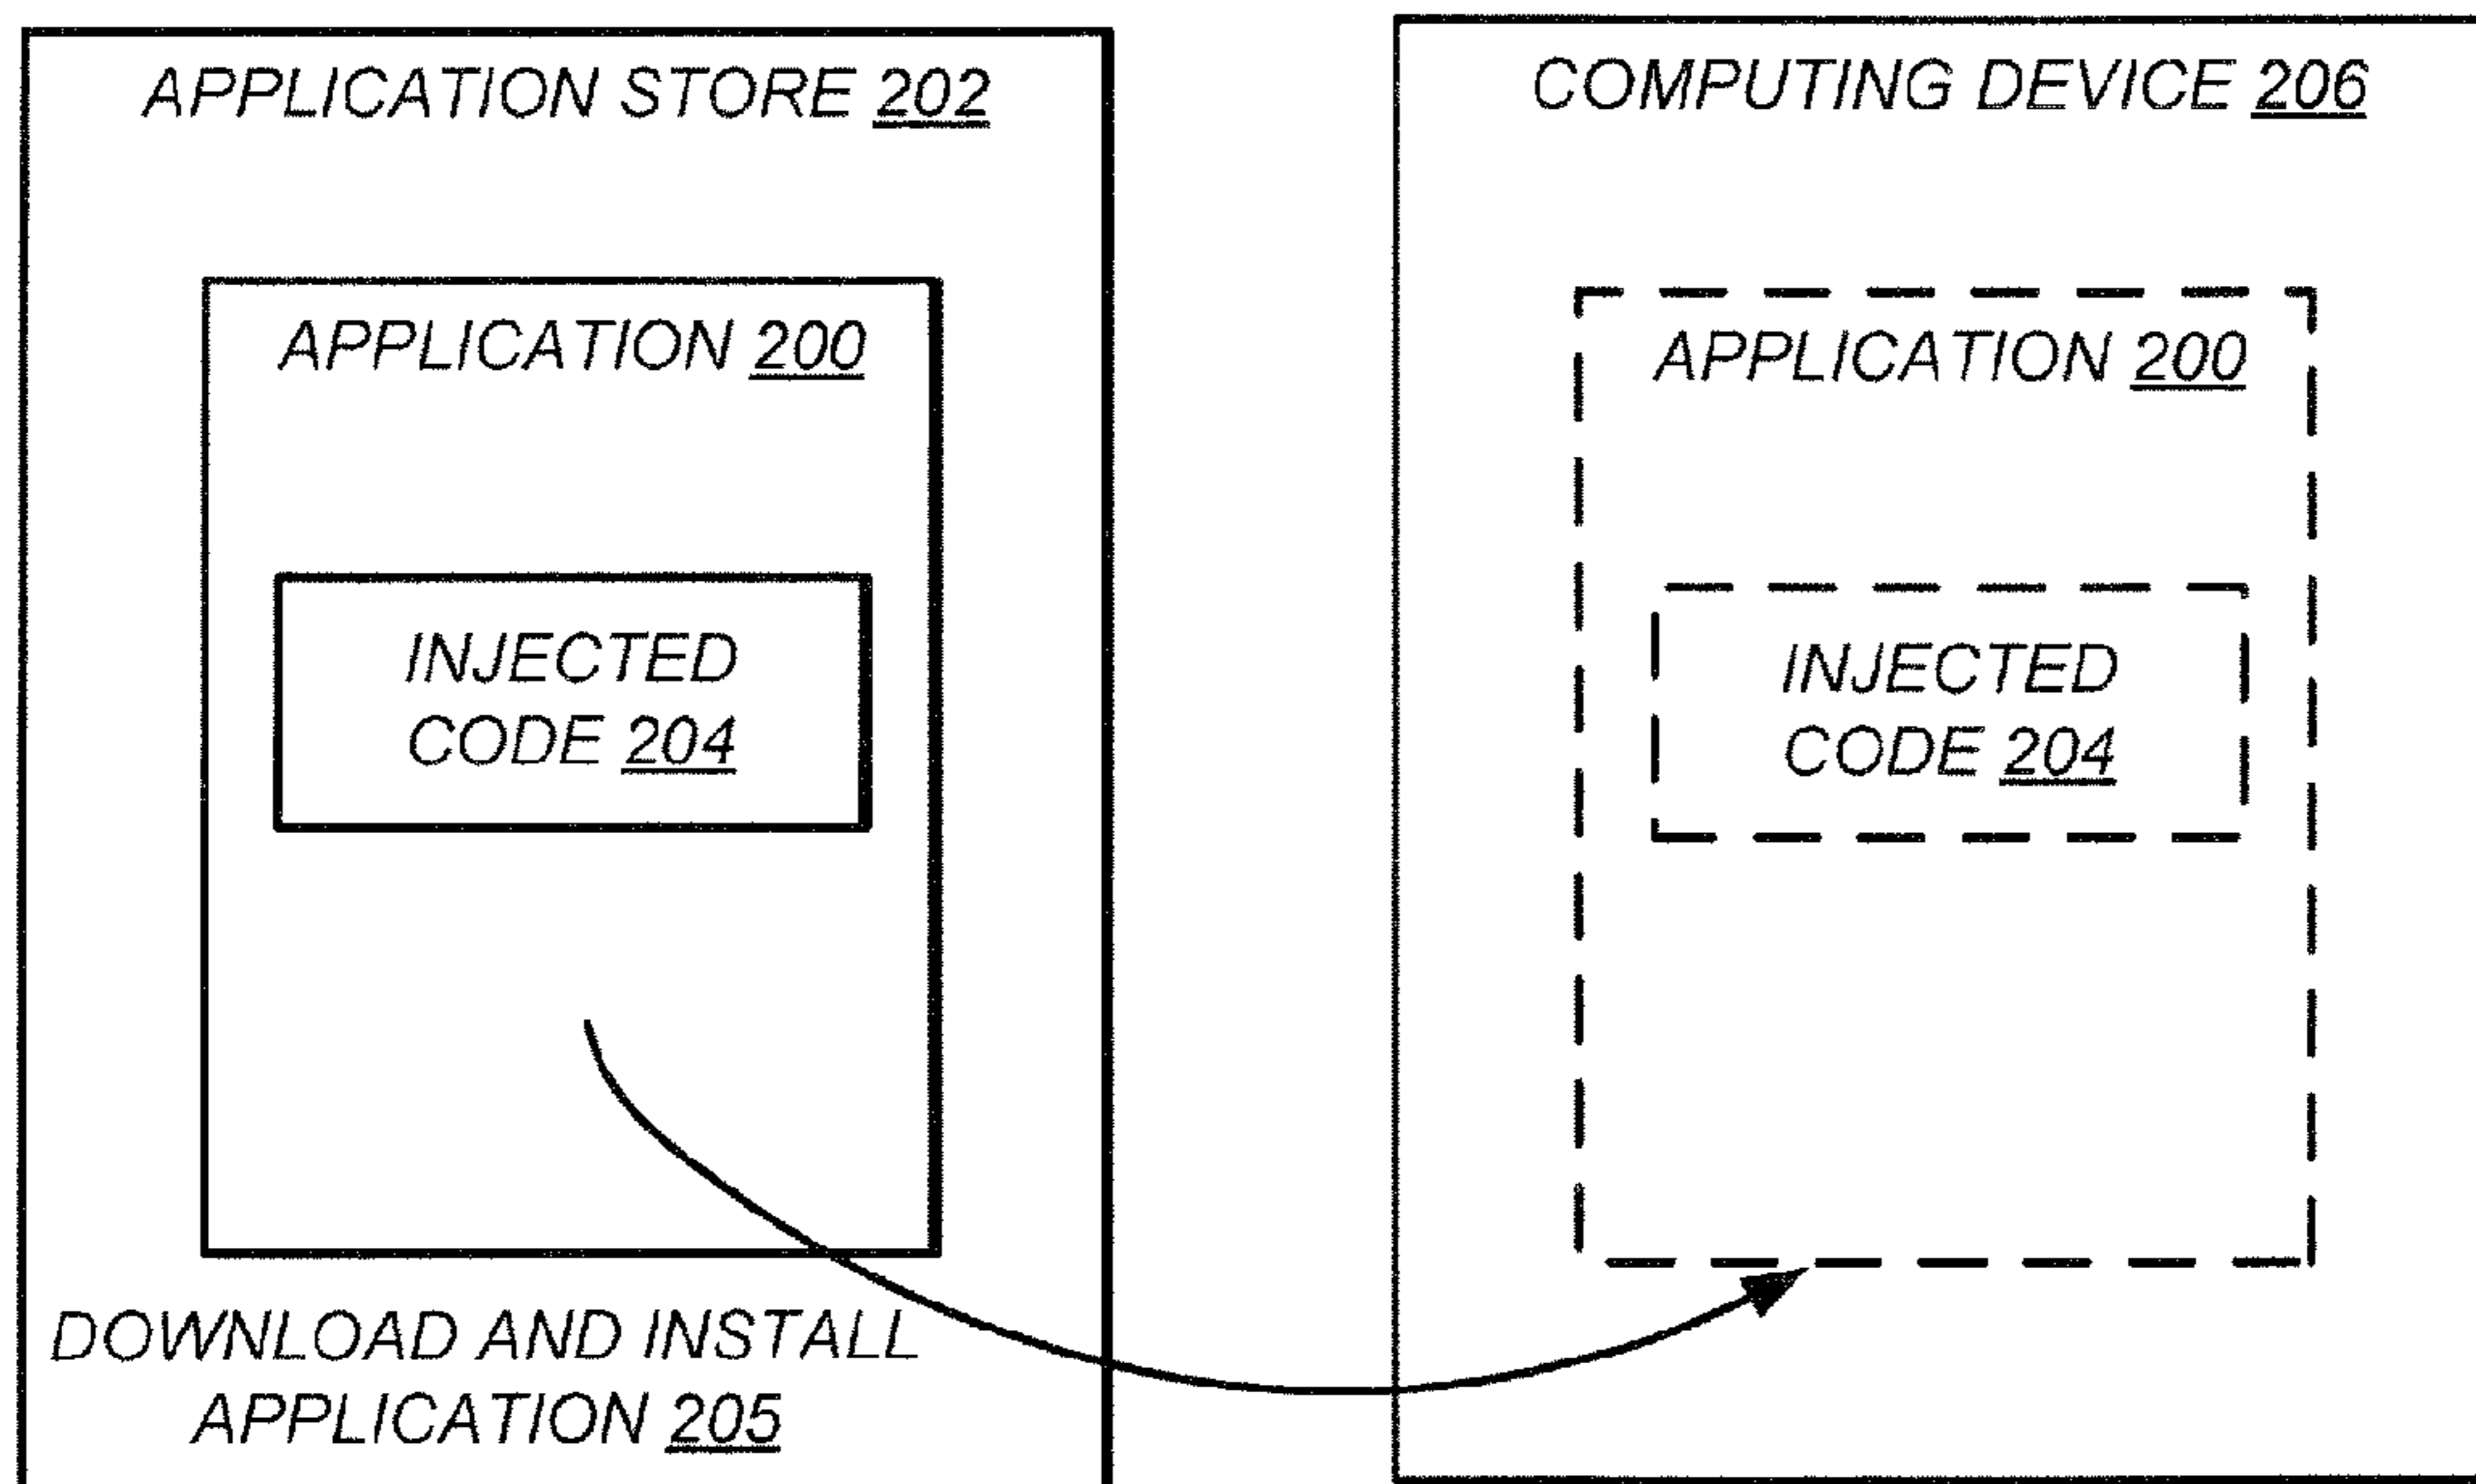 APPLICATION STORE 202
APPLICATION 200
INJECTED
CODE 204
DOWNLOAD AND INSTALL
APPLICATION 205
COMPUTING DEVICE 206
APPLICATION 200
INJECTED
CODE 204